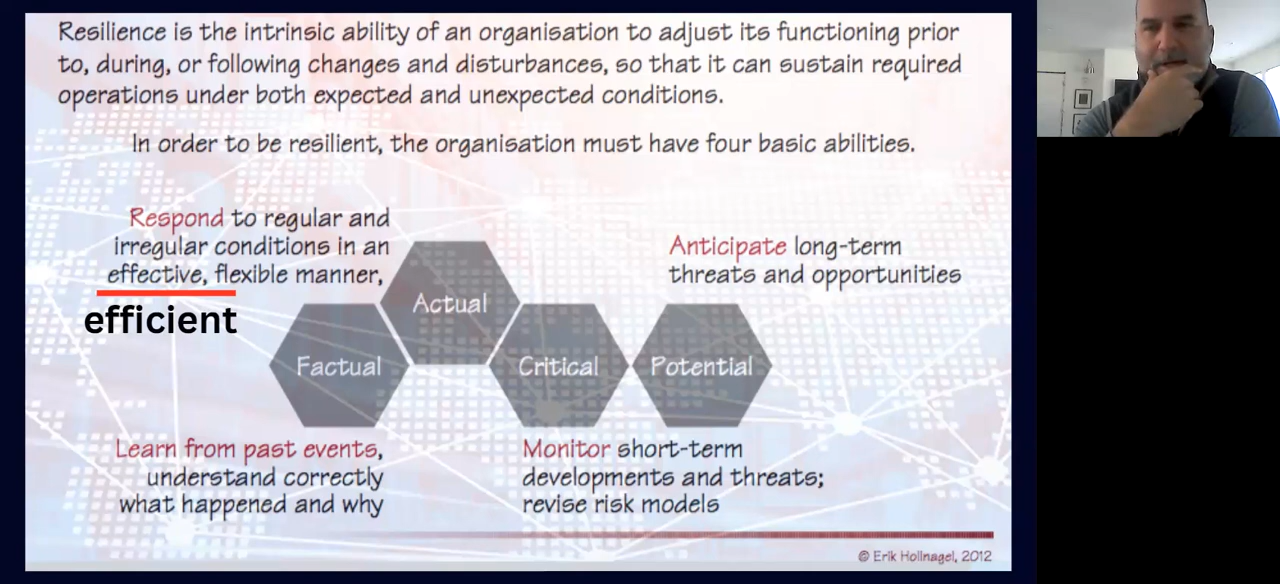 Resilience is the intrinsic ability of an organisation to adjust its functioning prior
to, during, or following changes and disturbances, so that it can sustain required
operations under both expected and unexpected conditions.
In order to be resilient, the organisation must have four basic abilities.
Respond to regular and
irregular conditions in an
effective, flexible manner,
efficient
Anticipate long-term
threats and opportunities
Actual
Factual
Critical
Potential
Learn from past events,
understand correctly
what happened and why
Monitor short-term
developments and threats;
revise risk models
© Erik Hollnagel, 2012